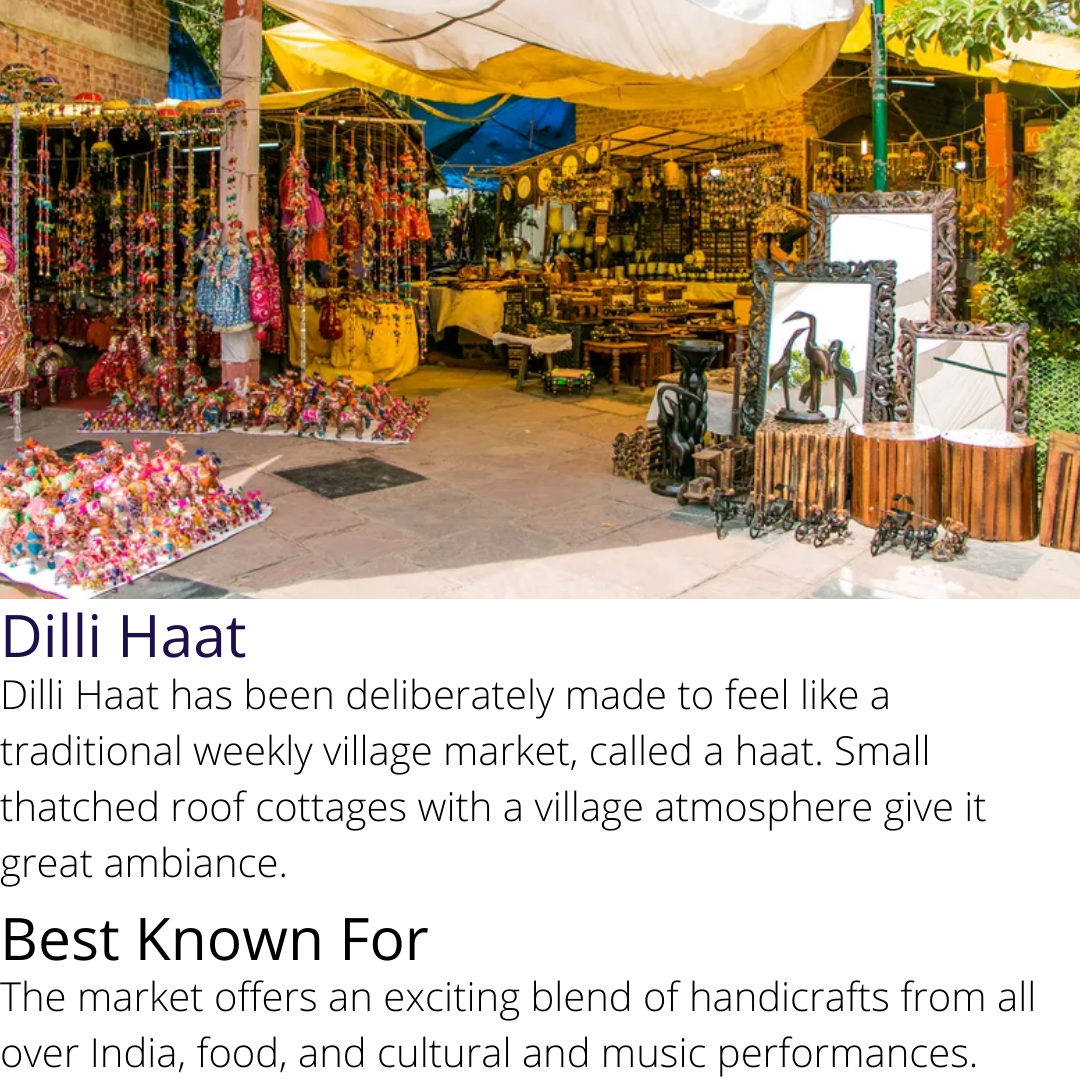 Dilli Haat
Dilli Haat has been deliberately made to feel like a
traditional weekly village market, called a haat. Small
thatched roof cottages with a village atmosphere give it
great ambiance.
Best Known For
The market offers an exciting blend of handicrafts from all
over India, food, and cultural and music performances.